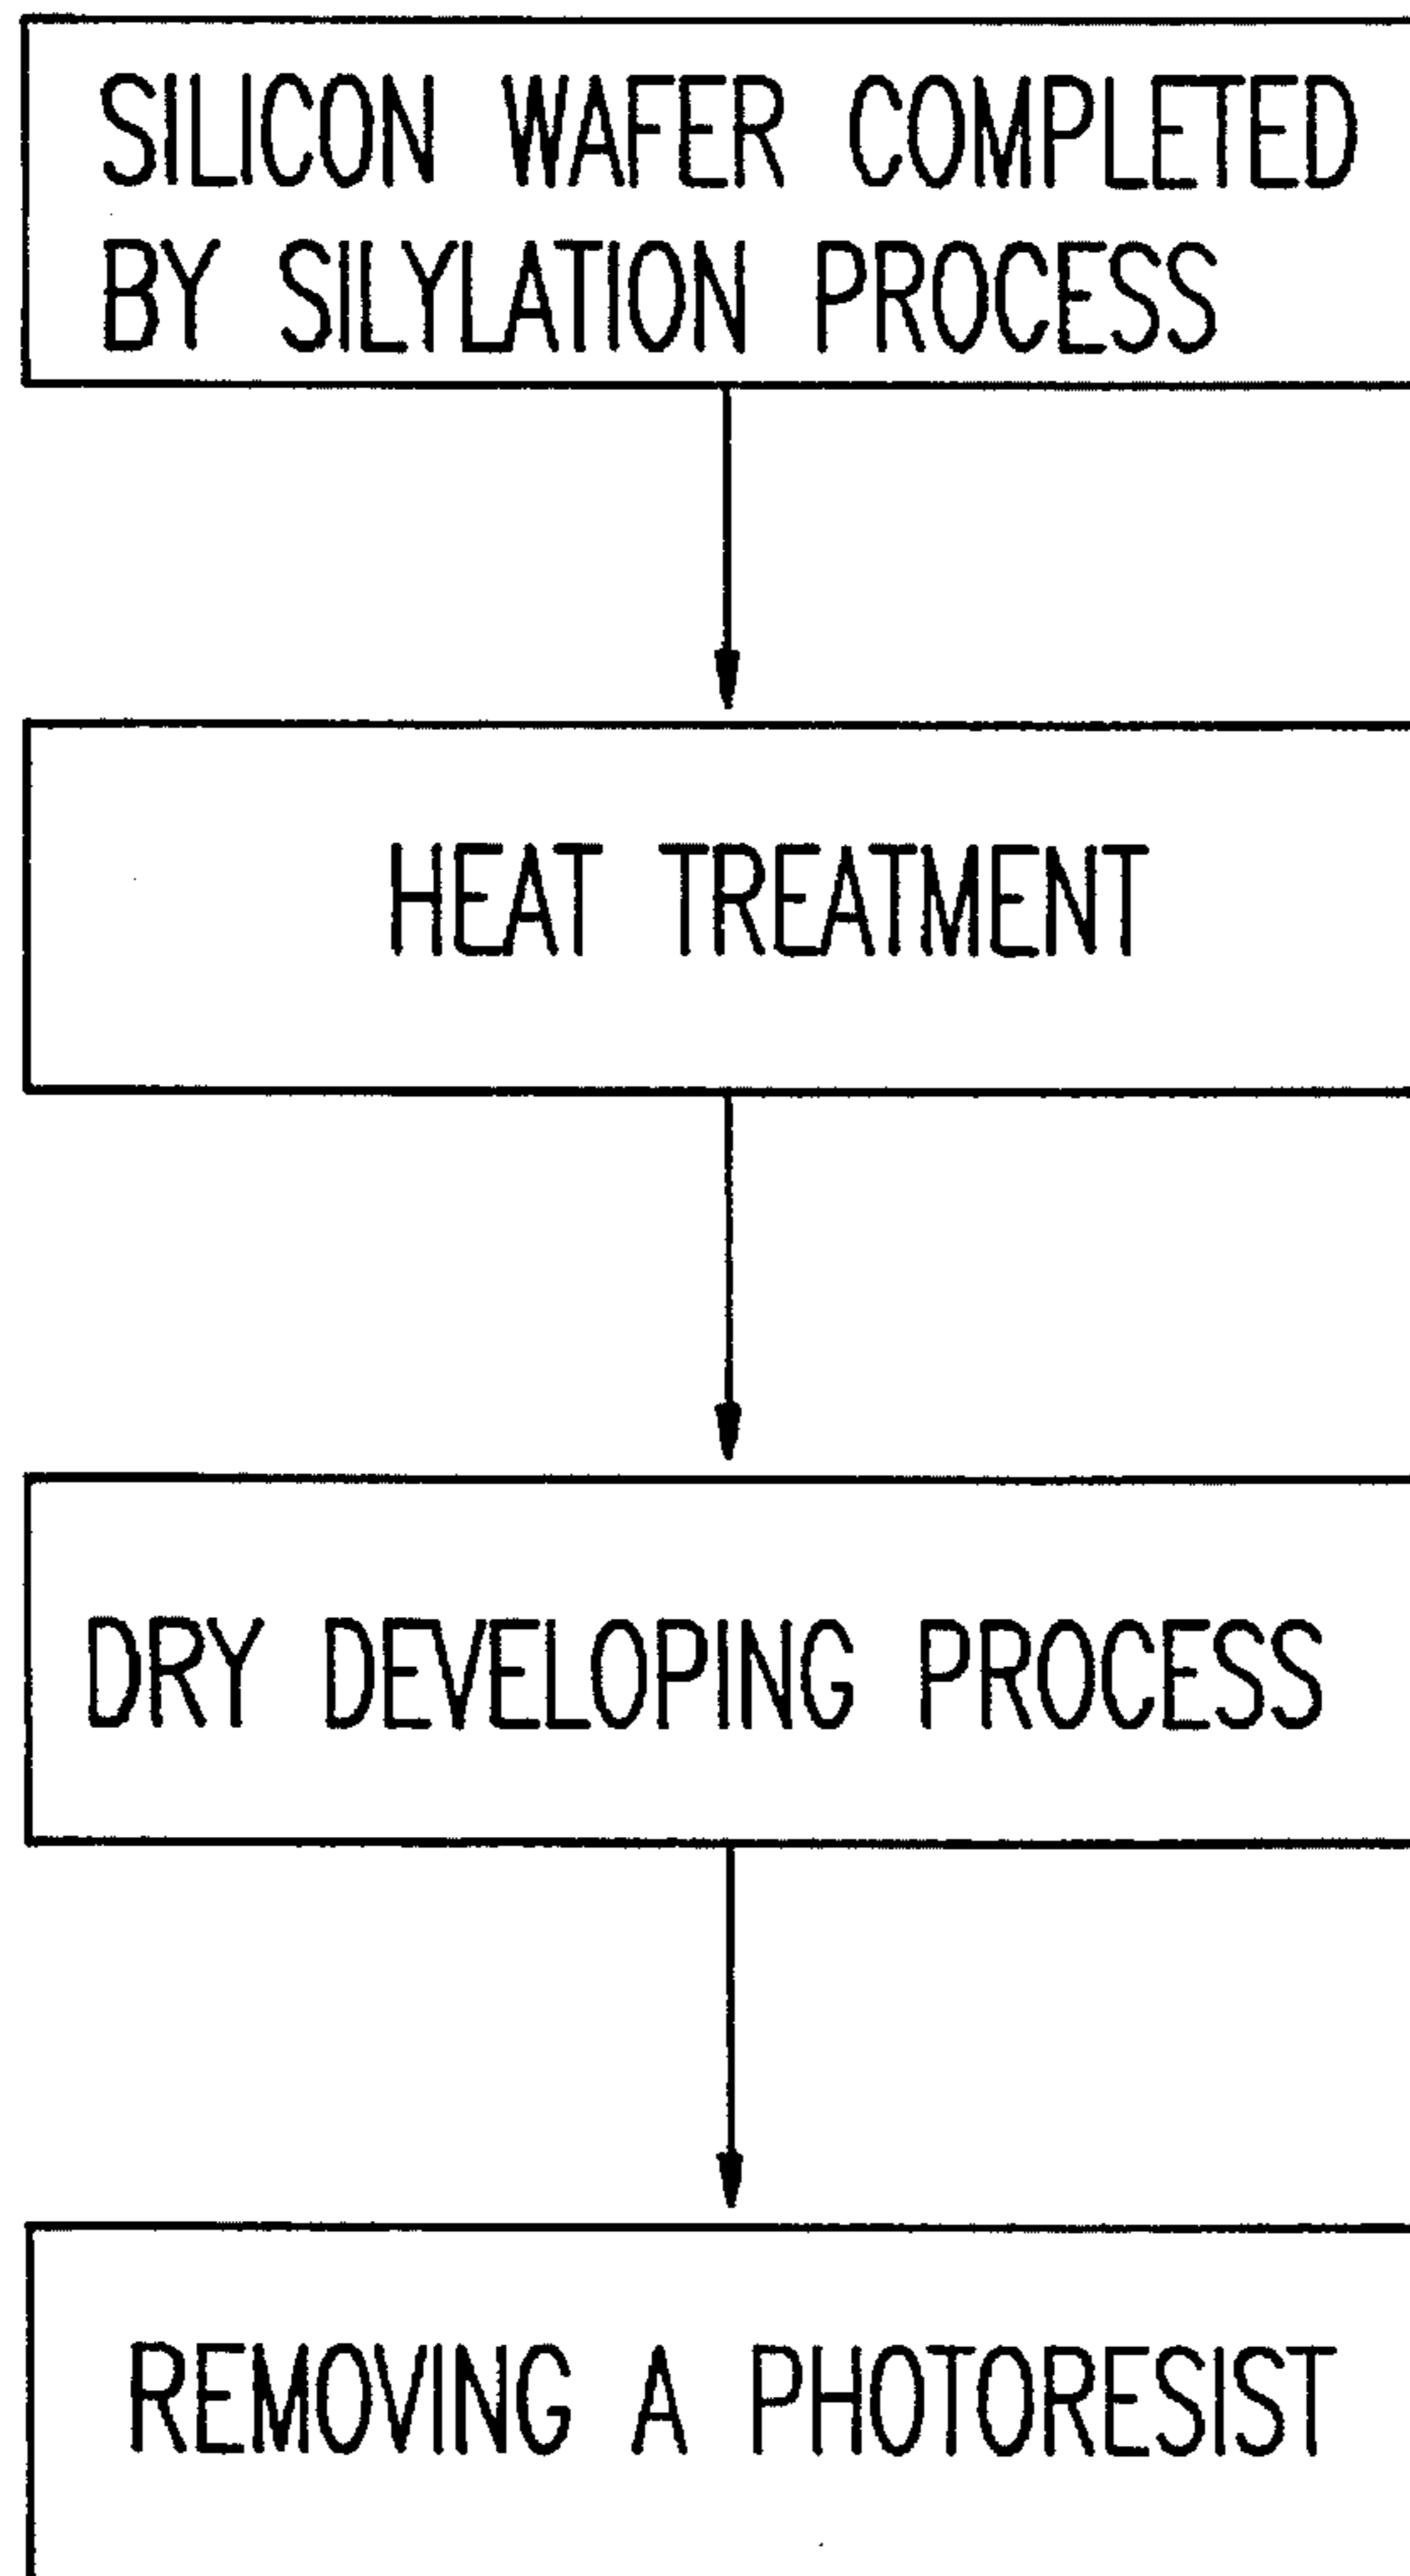 SILICON WAFER COMPLETED
BY SILYLATION PROCESS
HEAT TREATMENT
DRY DEVELOPING PROCESS
REMOVING A PHOTORESIST